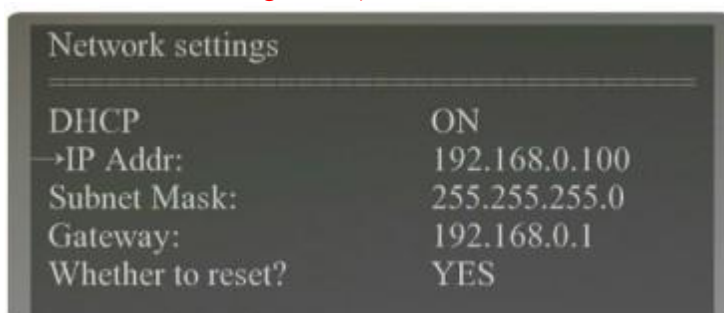 Network settings
DHCP ON
→IP Addr: 192.168.0.100
Subnet Mask: 255.255.255.0
Gateway: 192.168.0.1
Whether to reset? YES